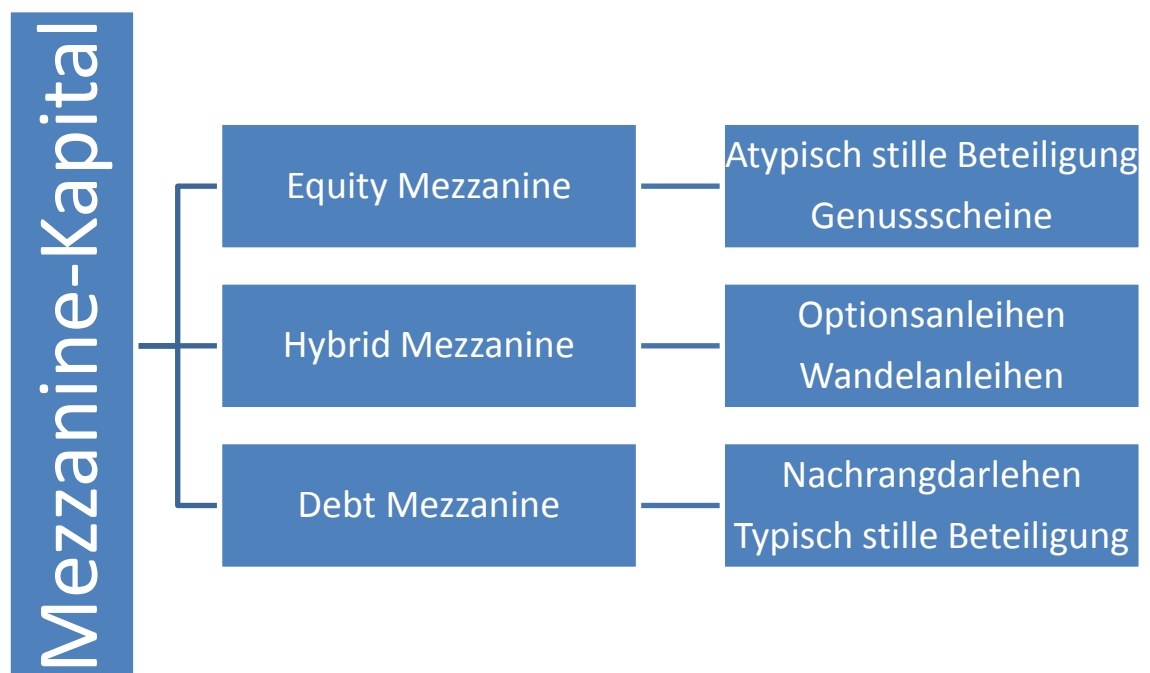 Mezzanine-Kapital
Equity Mezzanine
Atypisch stille Beteiligung
Genussscheine
Hybrid Mezzanine
Optionsanleihen
Wandelanleihen
Debt Mezzanine
Nachrangdarlehen
Typisch stille Beteiligung